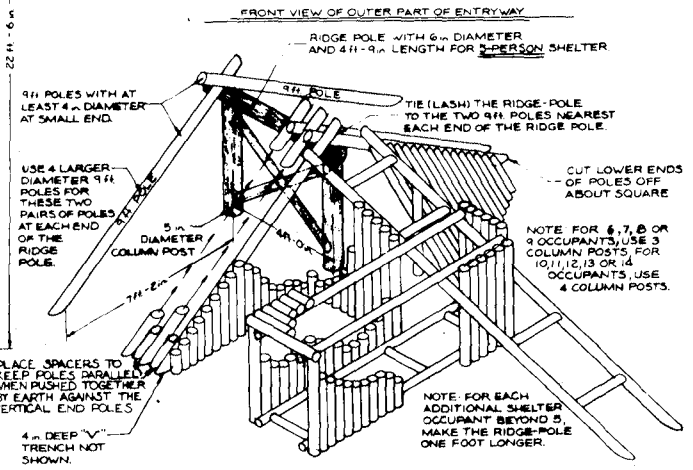 FRONT VIEW OF OUTER PART OF ENTRYWAY
22 ft - 6 in
RIDGE POLE WITH 6 in DIAMETER
AND 4 ft - 9 in LENGTH FOR 5-PERSON SHELTER
9 ft POLES WITH AT
LEAST 4 in DIAMETER
AT SMALL END.
9 ft POLE
TIE (LASH) THE RIDGE-POLE
TO THE TWO 9 ft POLES NEAREST
EACH END OF THE RIDGE POLE.
USE 4 LARGER
DIAMETER 9 ft
POLES FOR
THESE TWO
PAIRS OF POLES
AT EACH END
OF THE
RIDGE
POLE.
9 ft POLE
CUT LOWER ENDS
OF POLES OFF
ABOUT SQUARE
5 in
DIAMETER
COLUMN POST
4 ft - 0 in
NOTE FOR 6, 7, 8 OR
9 OCCUPANTS, USE 3
COLUMN POSTS, FOR
10, 11, 12, 13 OR 14
OCCUPANTS, USE
4 COLUMN POSTS.
7 ft - 2 in
PLACE SPACERS TO
KEEP POLES PARALLEL
WHEN PUSHED TOGETHER
BY EARTH AGAINST THE
VERTICAL END POLES
4 in DEEP "V"
TRENCH NOT
SHOWN.
NOTE: FOR EACH
ADDITIONAL SHELTER
OCCUPANT BEYOND 5,
MAKE THE RIDGE-POLE
ONE FOOT LONGER.